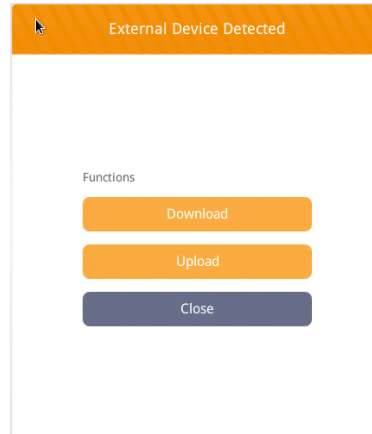 External Device Detected
Functions
Download
Upload
Close